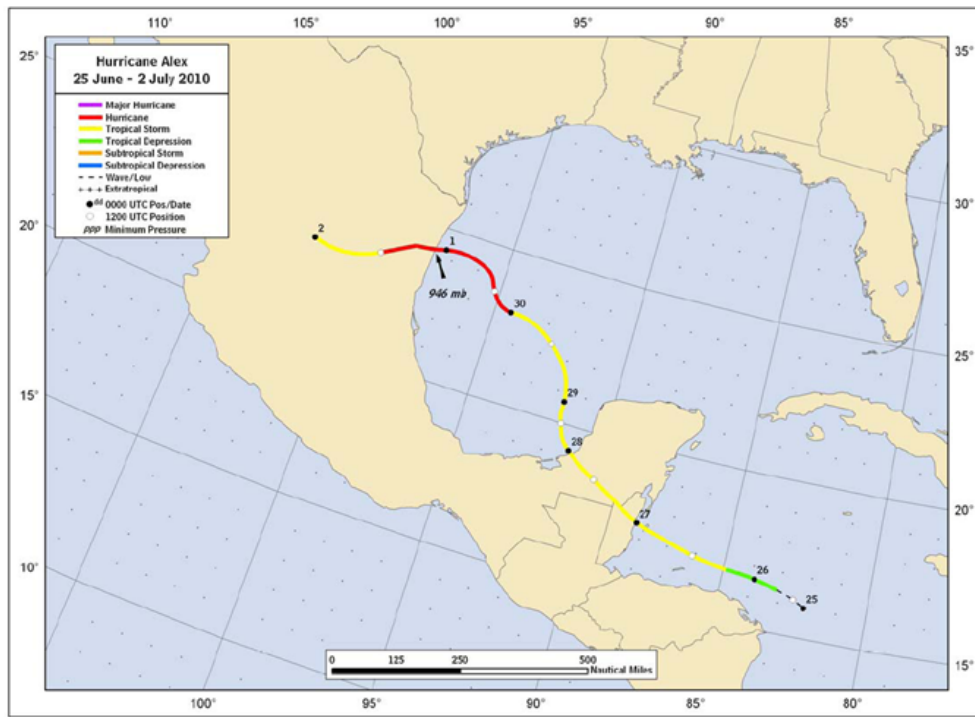 110° 105° 100° 95° 90° 85°
25° 35°
Hurricane Alex
25 June - 2 July 2010
Major Hurricane
Hurricane
Tropical Storm
Tropical Depression
Subtropical Storm
Subtropical Depression
Wave/Low
Extratropical
dd 0000 UTC Pos/Date
1200 UTC Position
PPP Minimum Pressure
30°
20°
2
1
946 mb
30
25°
29
15°
28
20°
27
26
25
10°
0 125 250 500
Nautical Miles
15°
100° 95° 90° 85° 80°